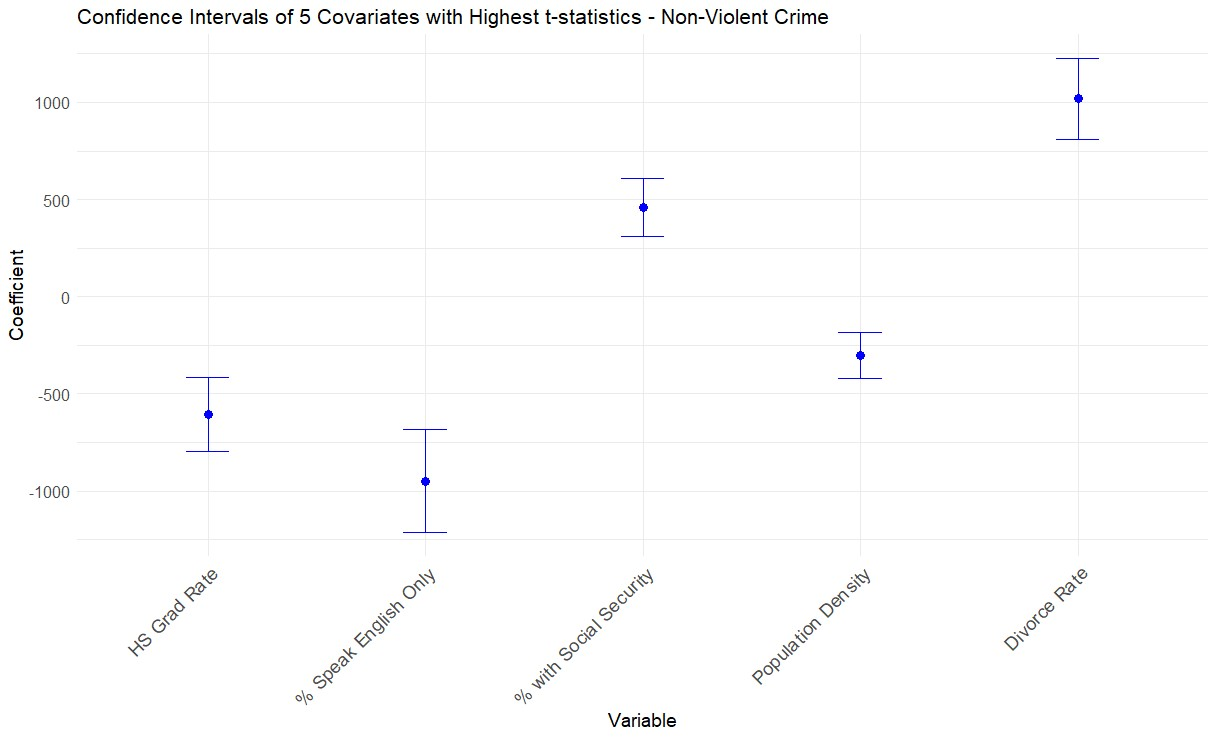 Confidence Intervals of 5 Covariates with Highest t-statistics - Non-Violent Crime
Coefficient
1000
500
0
-500
-1000
HS Grad Rate
% Speak English Only
% with Social Security
Population Density
Divorce Rate
Variable